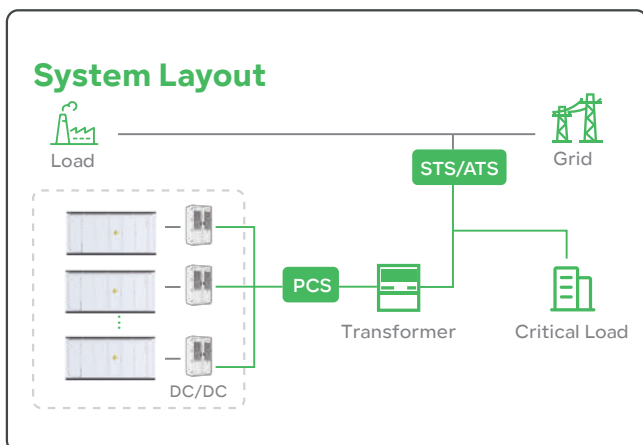 System Layout
Load
Grid
STS/ATS
PCS
Transformer
Critical Load
DC/DC